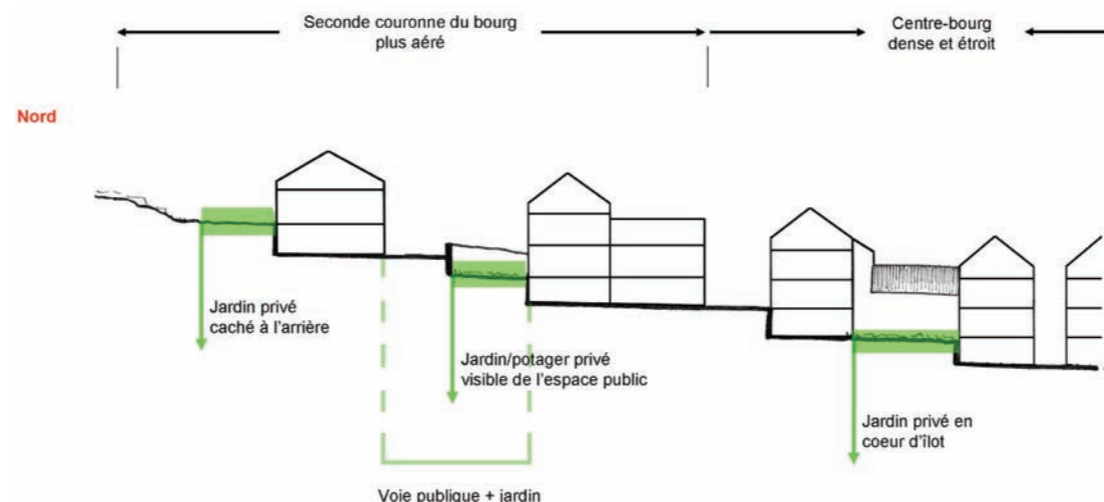 Seconde couronne du bourg
plus aéré
Centre-bourg
dense et étroit
Nord
Jardin privé
caché à l'arrière
Jardin/potager privé
visible de l'espace public
Jardin privé en
coeur d'îlot
Voie publique + jardin